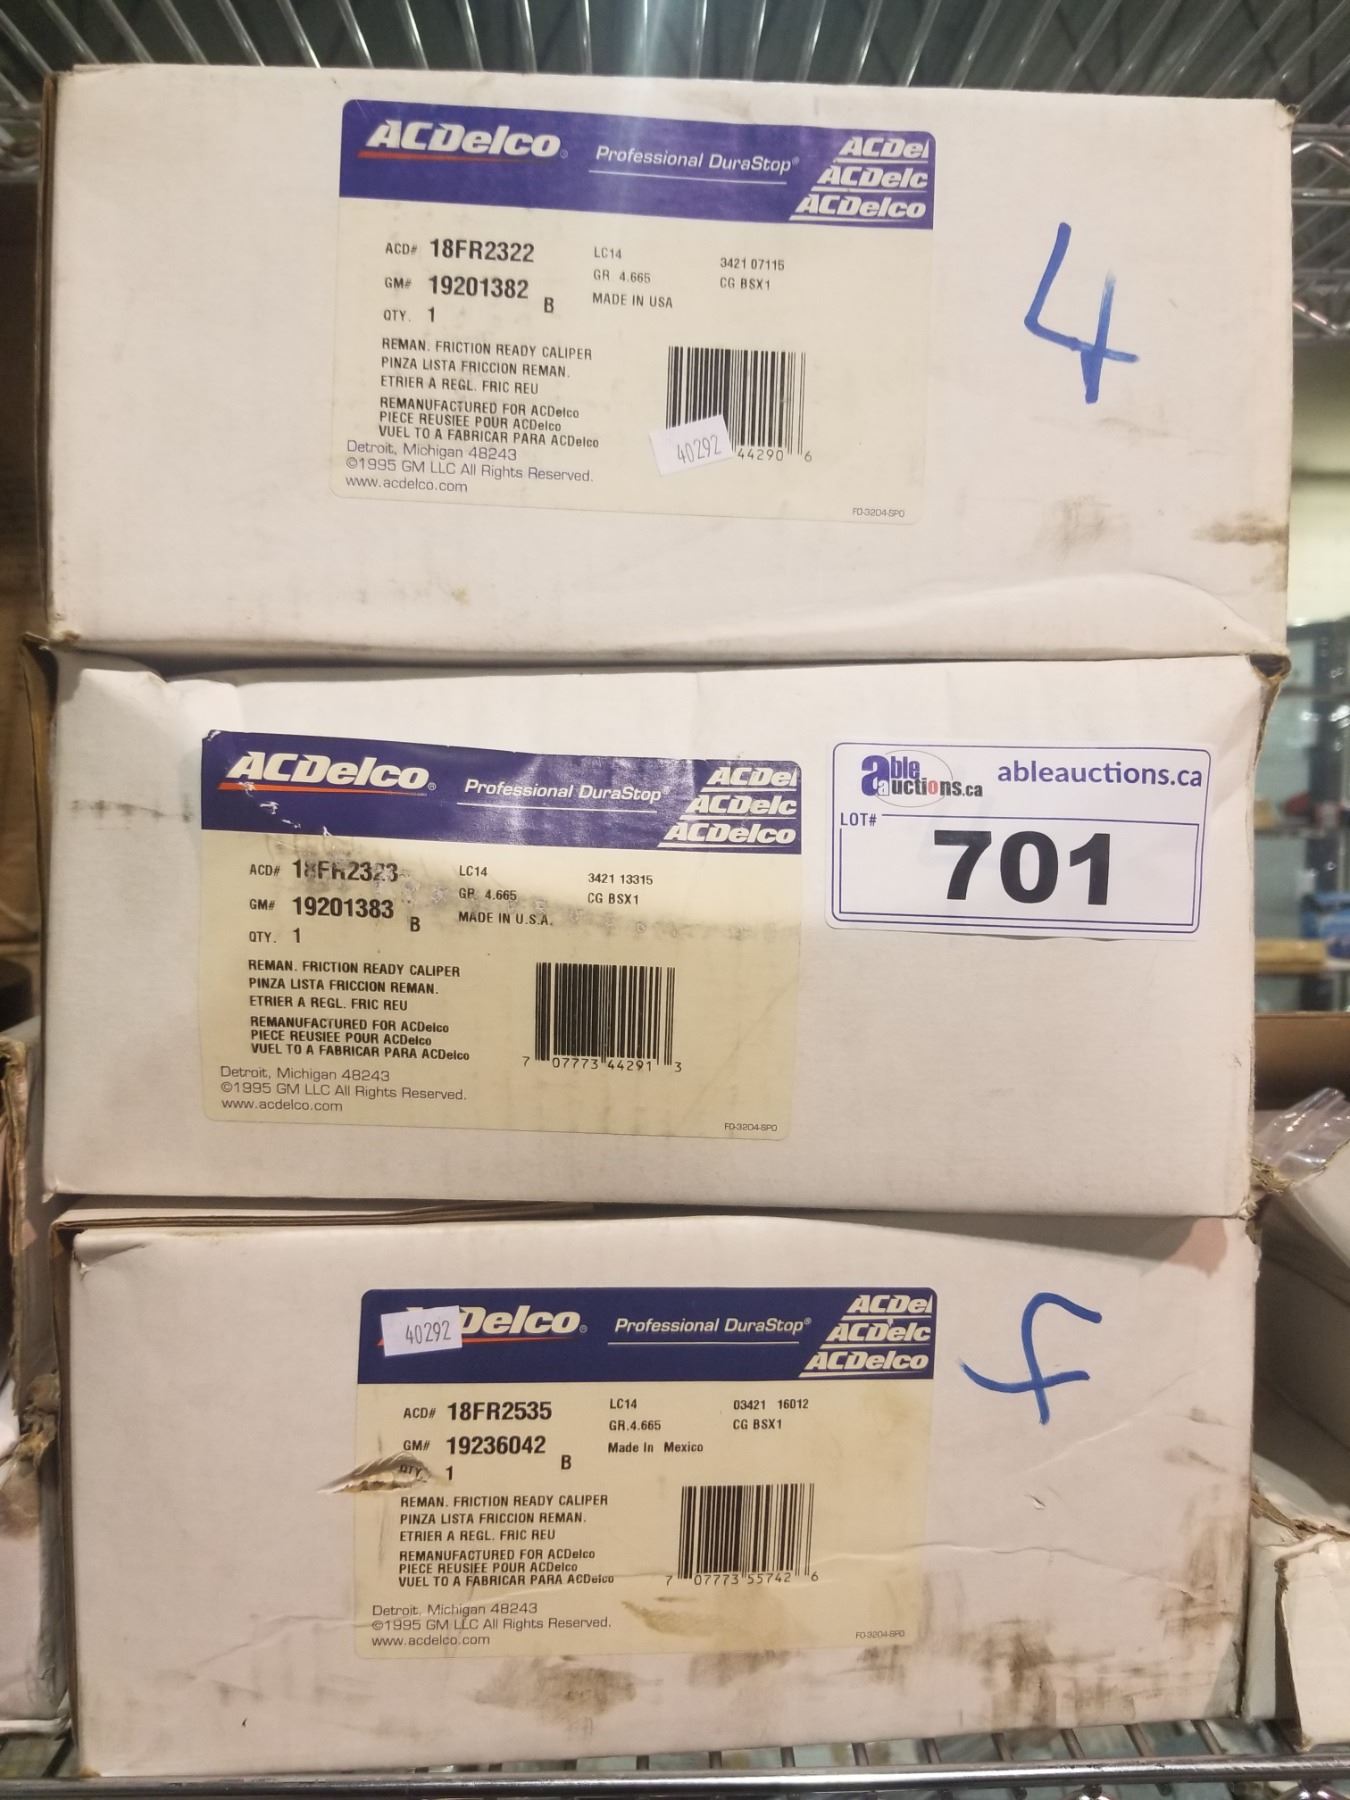 ACDelco®
Professional DuraStop®
ACDel
ACDelc
ACDelco
ACD# 18FR2322
GM# 19201382 B
QTY. 1
LC14
GR 4.665
MADE IN USA
3421 07115
CG BSX1
REMAN. FRICTION READY CALIPER
PINZA LISTA FRICCION REMAN.
ETRIER A REGL. FRIC REU
REMANUFACTURED FOR ACDelco
PIECE REUSIEE POUR ACDelco
VUEL TO A FABRICAR PARA ACDelco
Detroit, Michigan 48243
©1995 GM LLC All Rights Reserved.
www.acdelco.com
40292
44290 6
FO-3204-SPO
4
ACDelco®
Professional DuraStop®
ACDel
ACDelc
ACDelco
ACD# 18FR2323
GM# 19201383 B
QTY. 1
LC14
GR. 4.665
MADE IN U.S.A.
3421 13315
CG BSX1
REMAN. FRICTION READY CALIPER
PINZA LISTA FRICCION REMAN.
ETRIER A REGL. FRIC REU
REMANUFACTURED FOR ACDelco
PIECE REUSIEE POUR ACDelco
VUEL TO A FABRICAR PARA ACDelco
Detroit, Michigan 48243
©1995 GM LLC All Rights Reserved.
www.acdelco.com
7 07773 44291 3
FO-3204-SPO
able auctions.ca
ableauctions.ca
LOT#
701
40292
Delco®
Professional DuraStop®
ACDel
ACDelc
ACDelco
ACD# 18FR2535
GM# 19236042 B
QTY 1
LC14
GR.4.665
Made In Mexico
03421 16012
CG BSX1
REMAN. FRICTION READY CALIPER
PINZA LISTA FRICCION REMAN.
ETRIER A REGL. FRIC REU
REMANUFACTURED FOR ACDelco
PIECE REUSIEE POUR ACDelco
VUEL TO A FABRICAR PARA ACDelco
Detroit, Michigan 48243
©1995 GM LLC All Rights Reserved.
www.acdelco.com
7 07773 55742 6
FO-3204-SPO
f